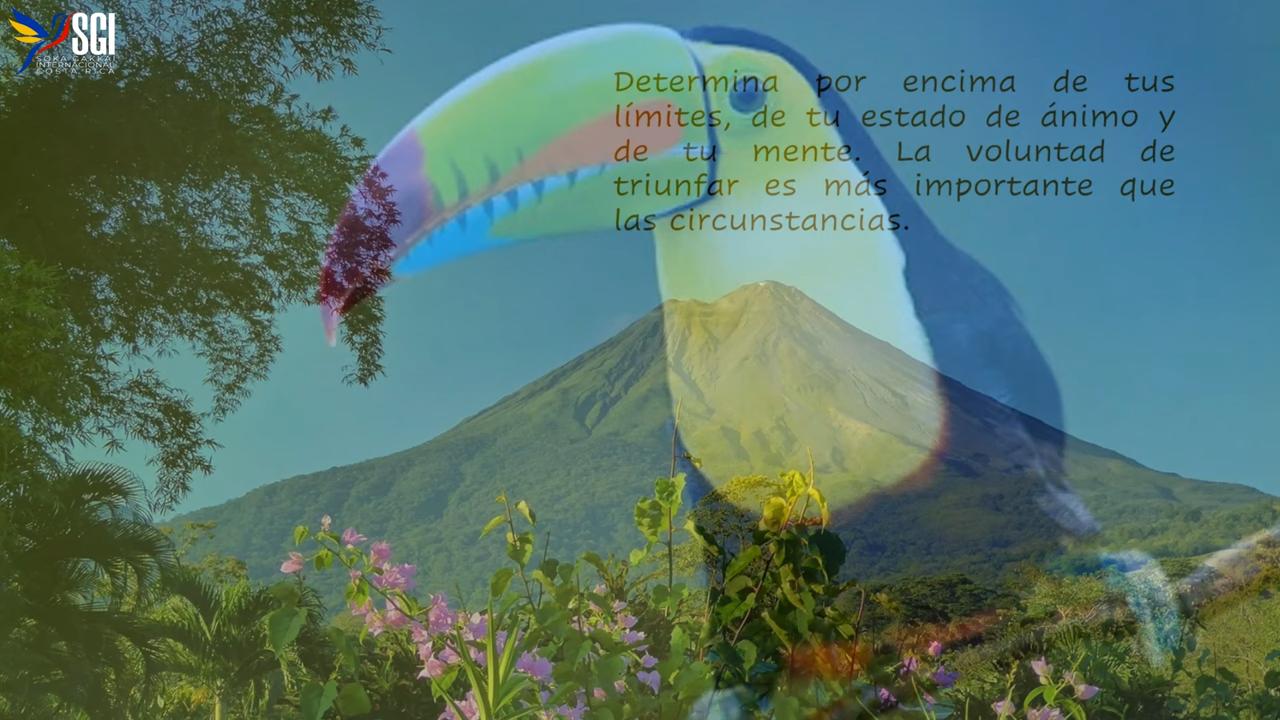 SGI
SOKA GAKKAI
INTERNACIONAL
COSTA RICA
Determina por encima de tus
límites, de tu estado de ánimo y
de tu mente. La voluntad de
triunfar es más importante que
las circunstancias.